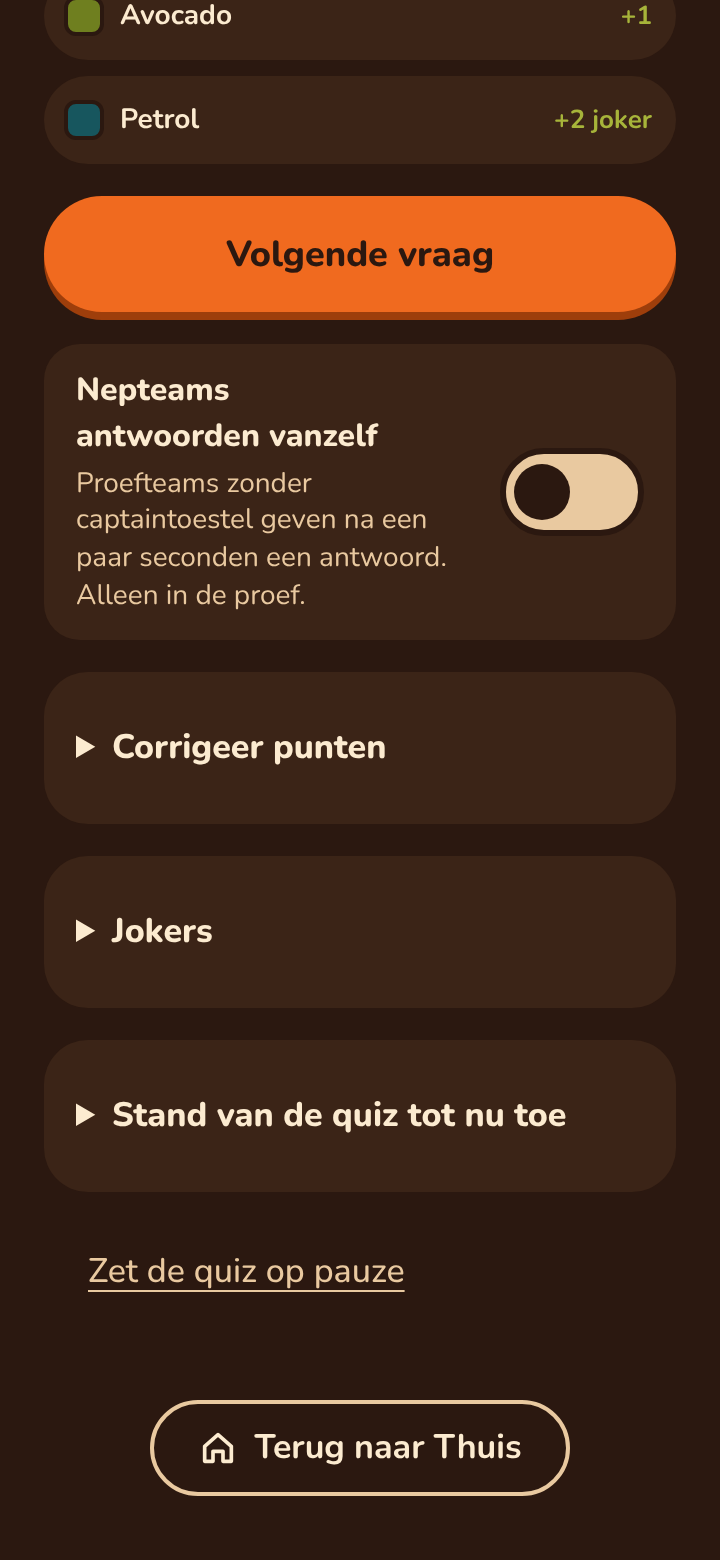 Avocado +1
Petrol +2 joker
Volgende vraag
Nepteams
antwoorden vanzelf
Proefteams zonder
captaintoestel geven na een
paar seconden een antwoord.
Alleen in de proef.
Corrigeer punten
Jokers
Stand van de quiz tot nu toe
Zet de quiz op pauze
Terug naar Thuis